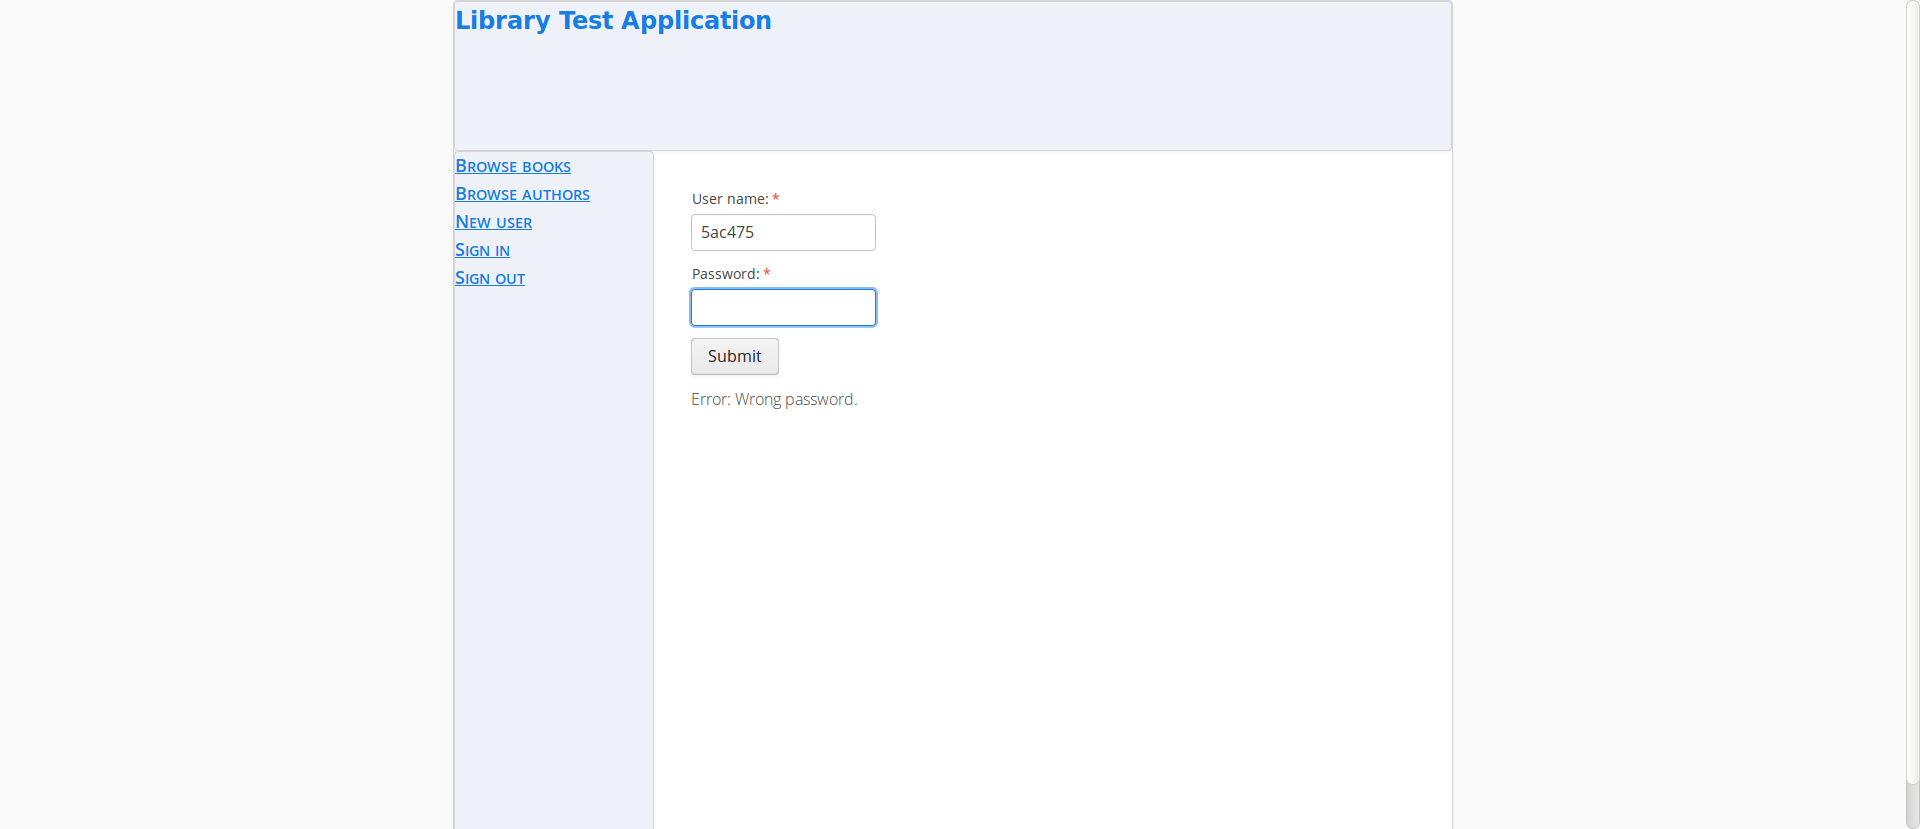 Library Test Application
Browse books
Browse authors
New user
Sign in
Sign out
User name: *
5ac475
Password: *
Submit
Error: Wrong password.